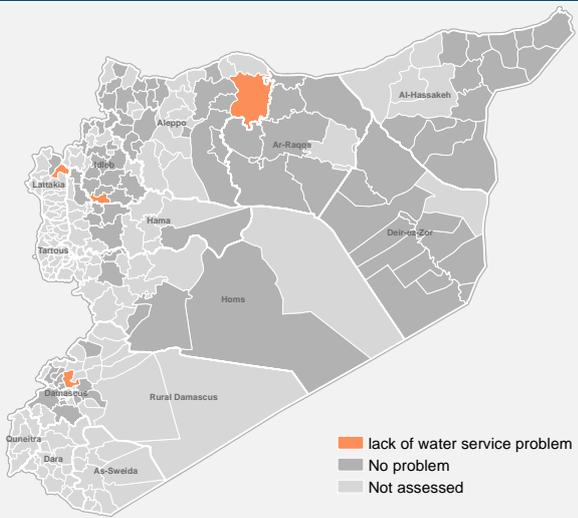 Al-Hassakeh
Aleppo
Ar-Raqqa
Idleb
Lattakia
Hama
Deir-ez-Zor
Tartous
Homs
Damascus
Rural Damascus
Quneitra
Dara
As-Sweida
lack of water service problem
No problem
Not assessed